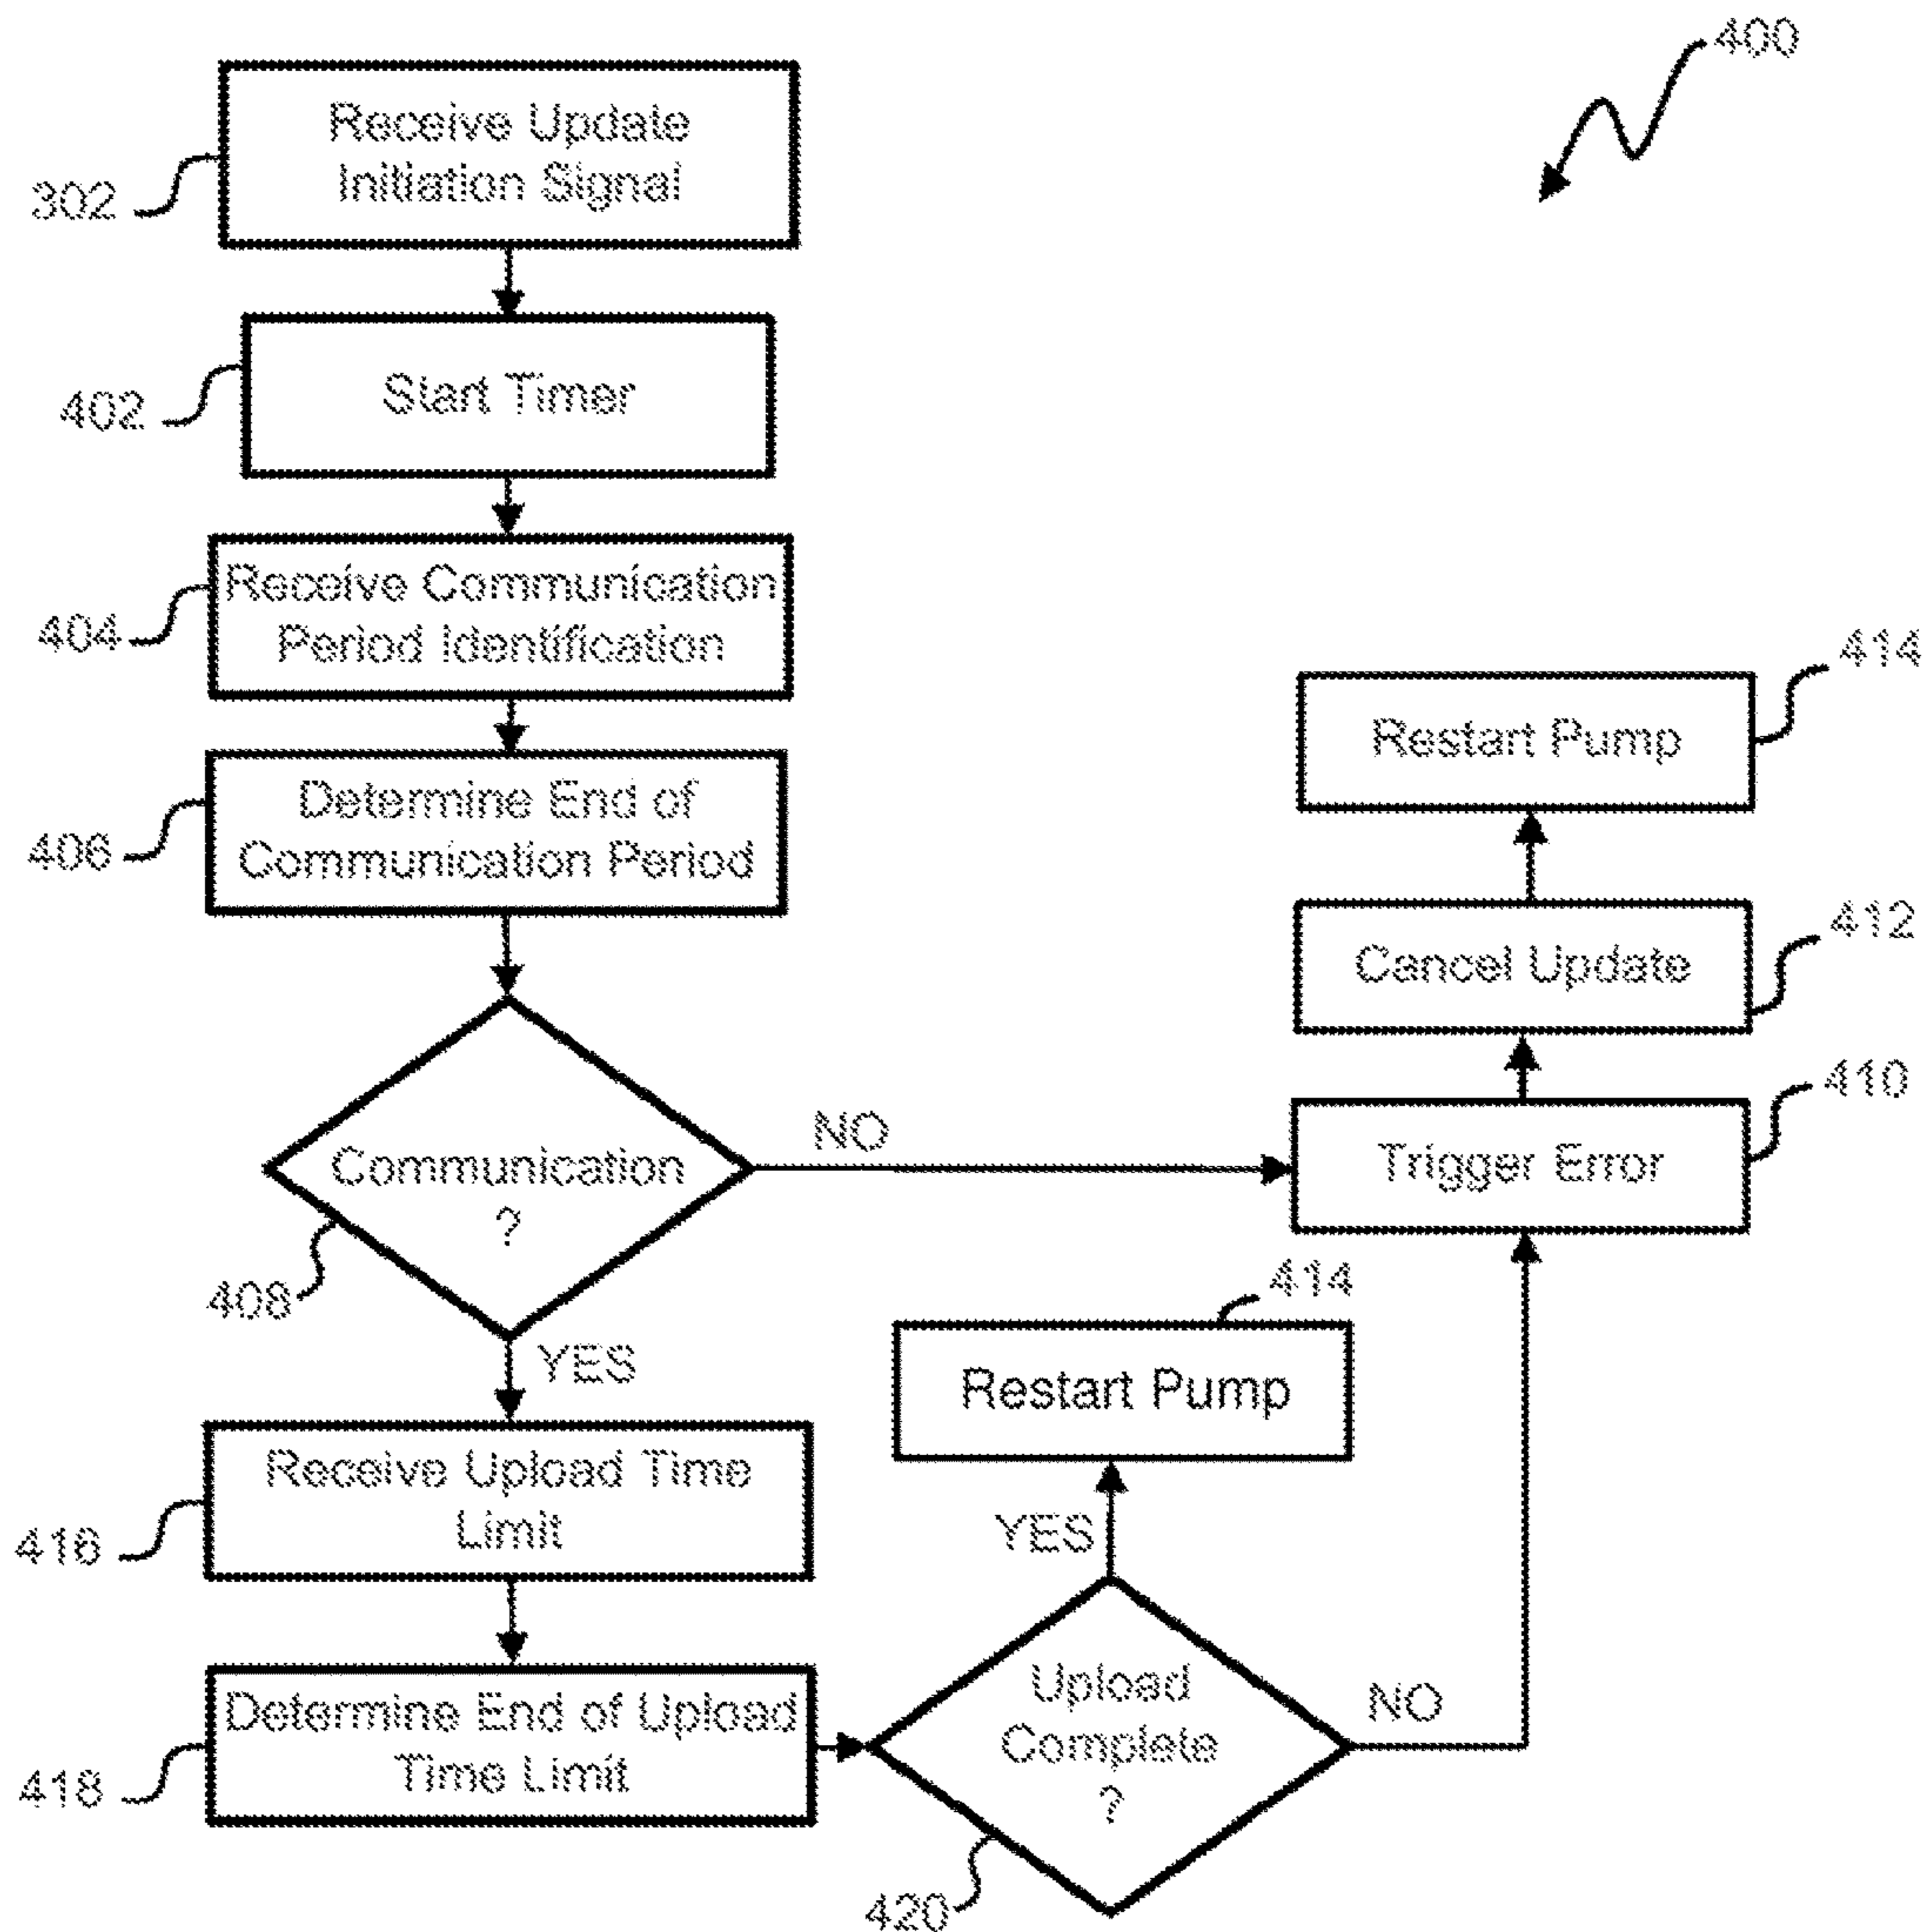 400
Receive Update
Initiation Signal
302
Start Timer
402
Receive Communication
Period Identification
404
Determine End of
Communication Period
406
Communication
?
408
NO
YES
Restart Pump
414
Cancel Update
412
Trigger Error
410
Receive Upload Time
Limit
416
Determine End of Upload
Time Limit
418
414
Restart Pump
YES
Upload
Complete
?
NO
420